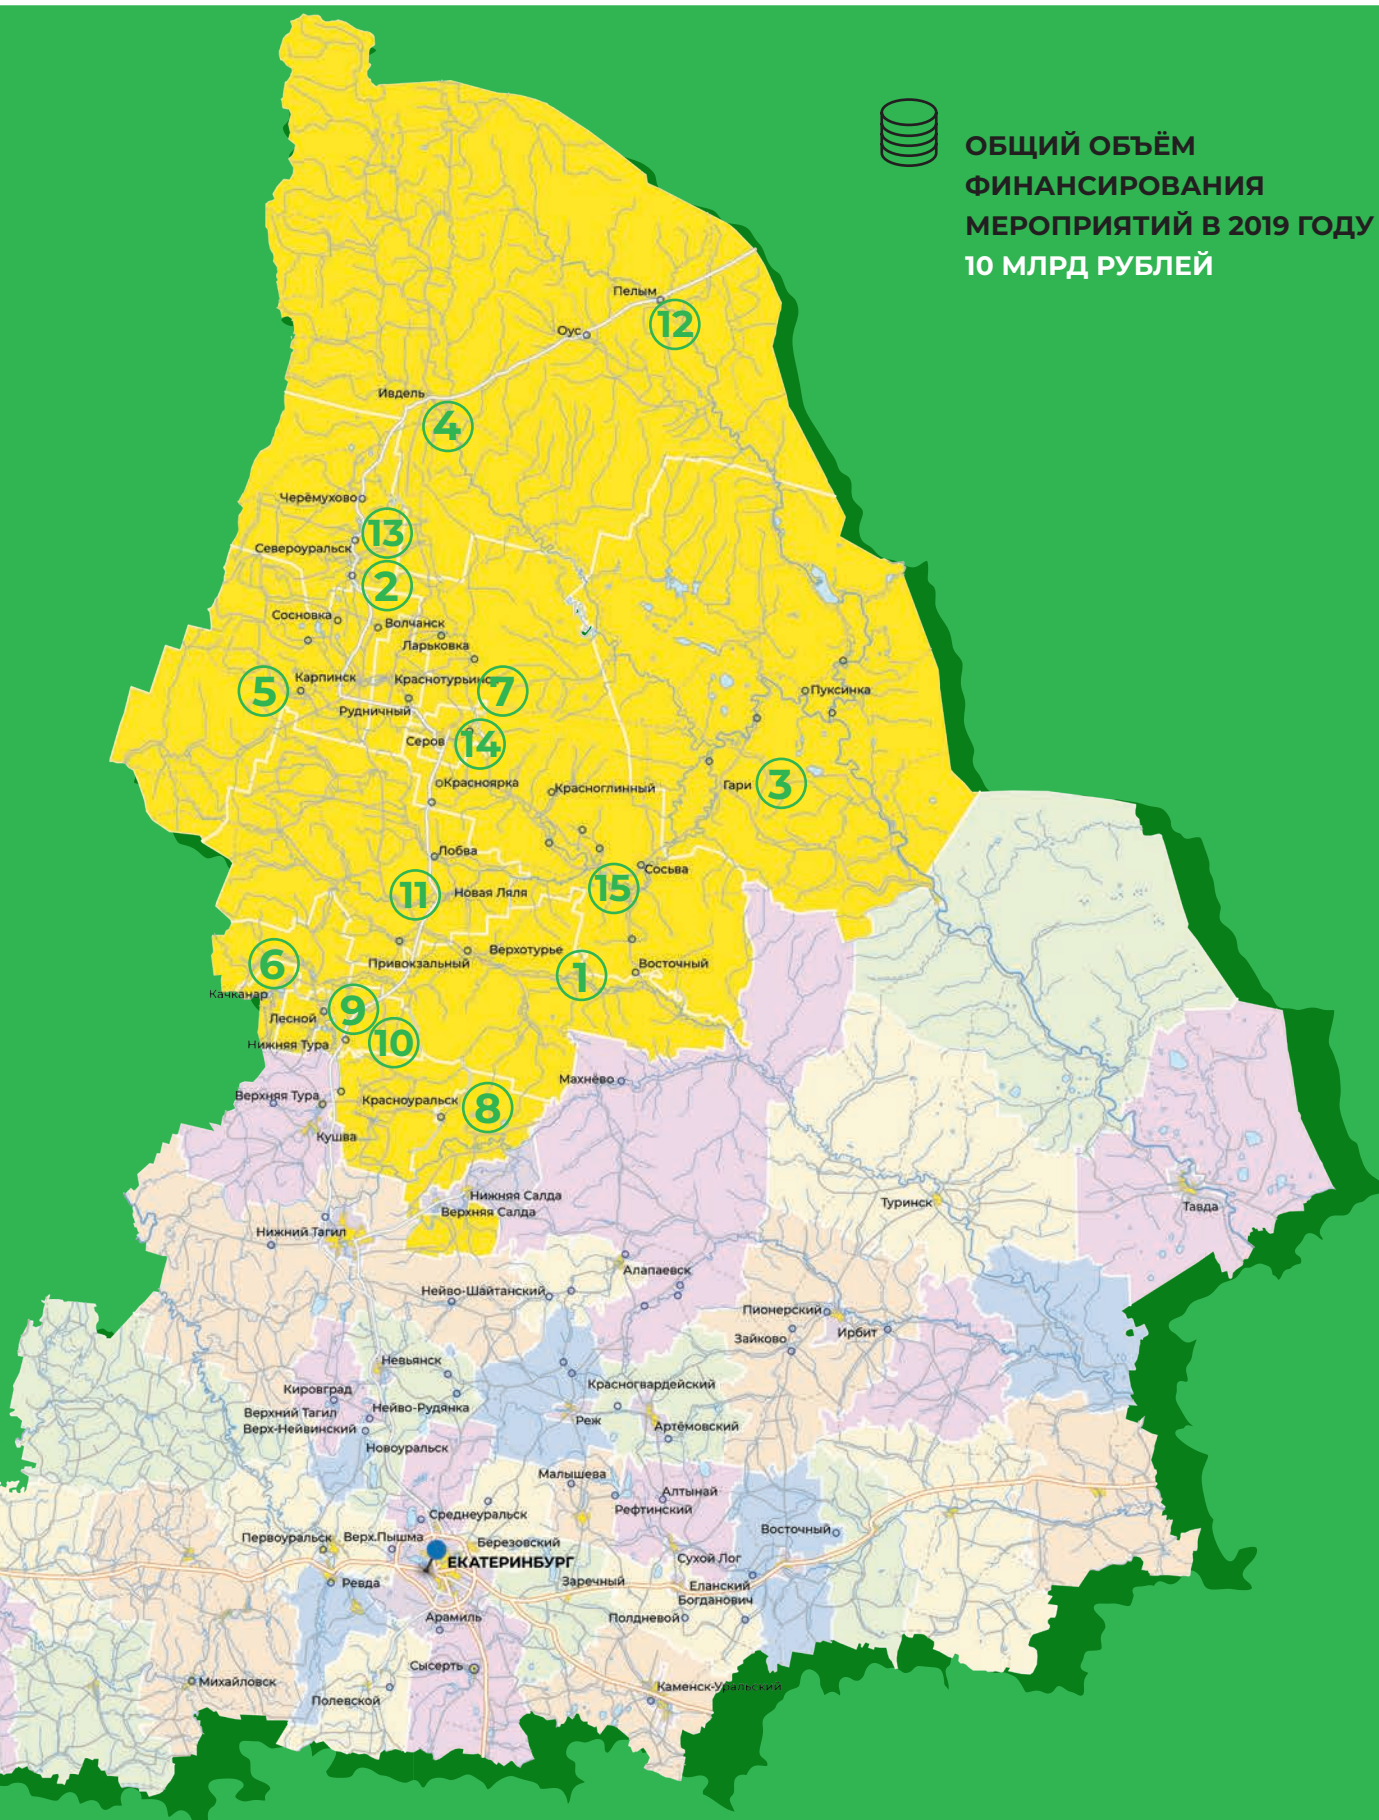 ОБЩИЙ ОБЪЁМ
ФИНАНСИРОВАНИЯ
МЕРОПРИЯТИЙ В 2019 ГОДУ
10 МЛРД РУБЛЕЙ
Пелым
12
Оус
Ивдель
4
Черёмухово
13
Североуральск
2
Сосновка
Волчанск
Ларьковка
Карпинск
Краснотурьинск
5
7
Пуксинка
Рудничный
Серов
14
Красноярка
Красноглинный
Гари
3
Лобва
Сосьва
11
Новая Ляля
15
Верхотурье
Привокзальный
Восточный
6
1
Качканар
9
Лесной
10
Нижняя Тура
Махнёво
Верхняя Тура
Красноуральск
8
Кушва
Нижняя Салда
Верхняя Салда
Туринск
Тавда
Нижний Тагил
Алапаевск
Нейво-Шайтанский
Пионерский
Зайково
Ирбит
Невьянск
Кировград
Красногвардейский
Нейво-Рудянка
Верхний Тагил
Верх-Нейвинский
Реж
Артёмовский
Новоуральск
Малышева
Алтынай
Рефтинский
Среднеуральск
Восточный
Первоуральск
Верх.Пышма
Березовский
ЕКАТЕРИНБУРГ
Сухой Лог
Ревда
Заречный
Еланский
Богданович
Арамиль
Полдневой
Сысерть
Михайловск
Каменск-Уральский
Полевской